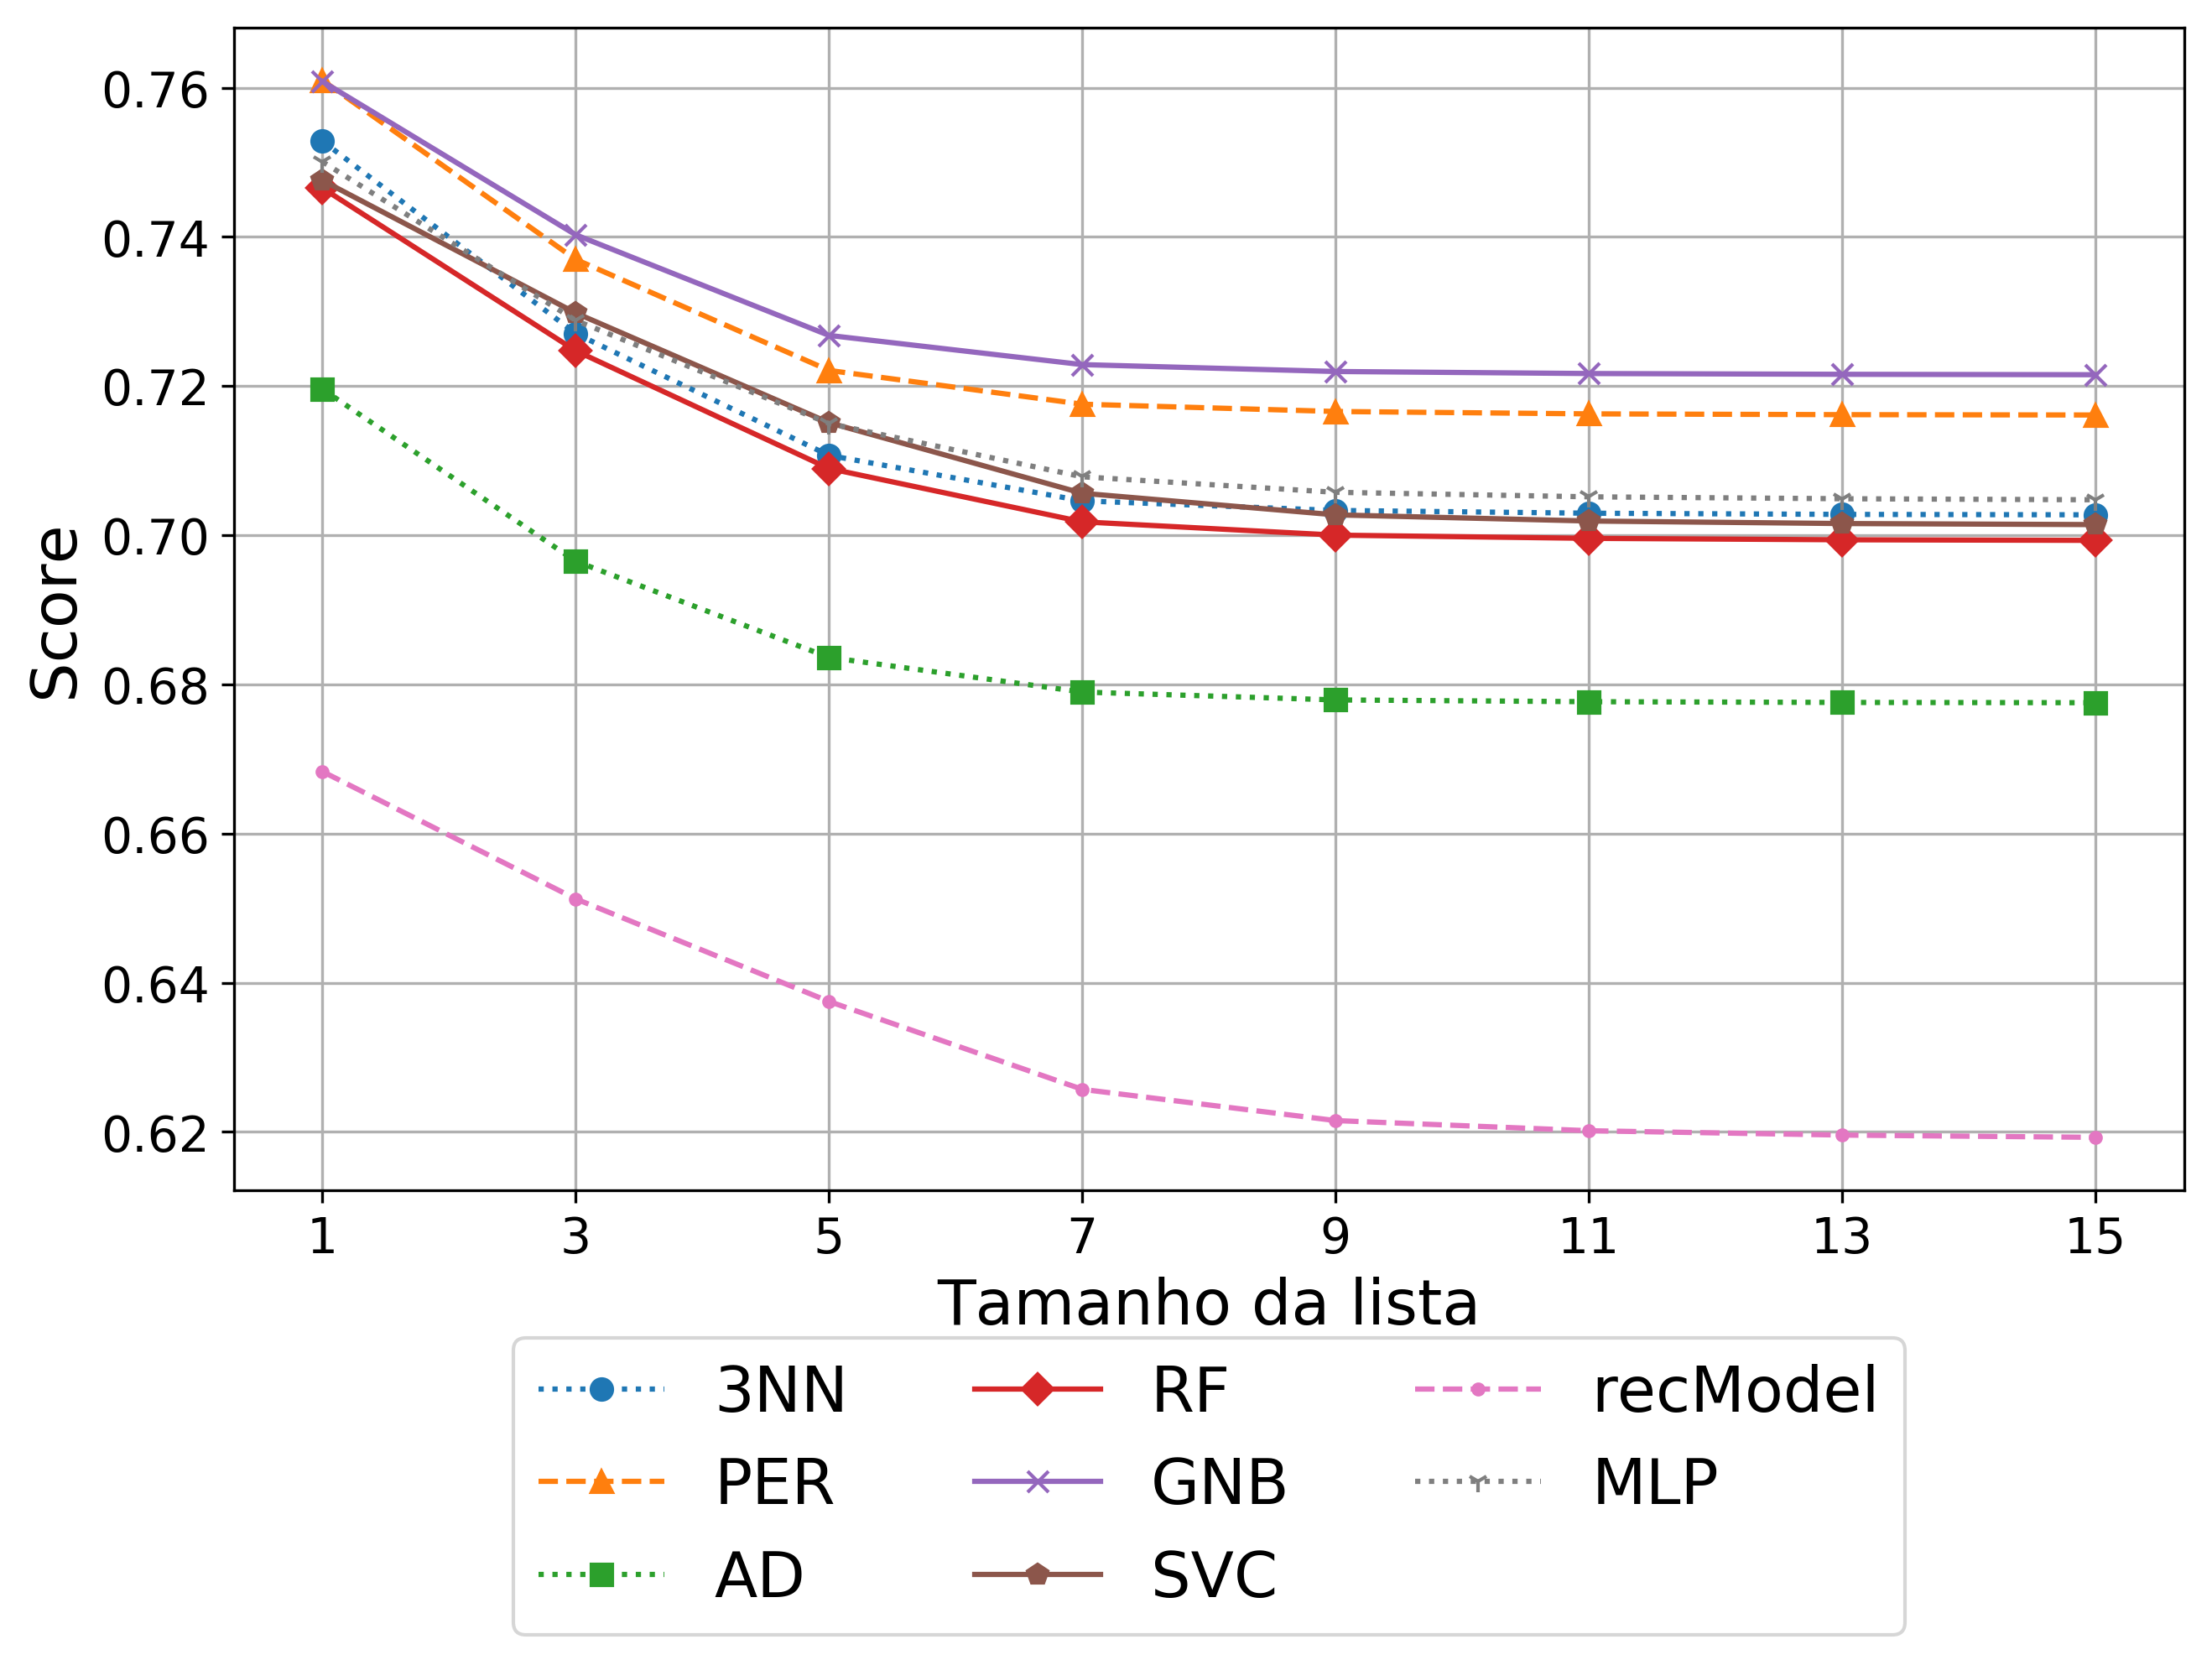 0.76
0.74
0.72
0.70
0.68
0.66
0.64
0.62
Score
1 3 5 7 9 11 13 15
Tamanho da lista
3NN RF recModel
PER GNB MLP
AD SVC